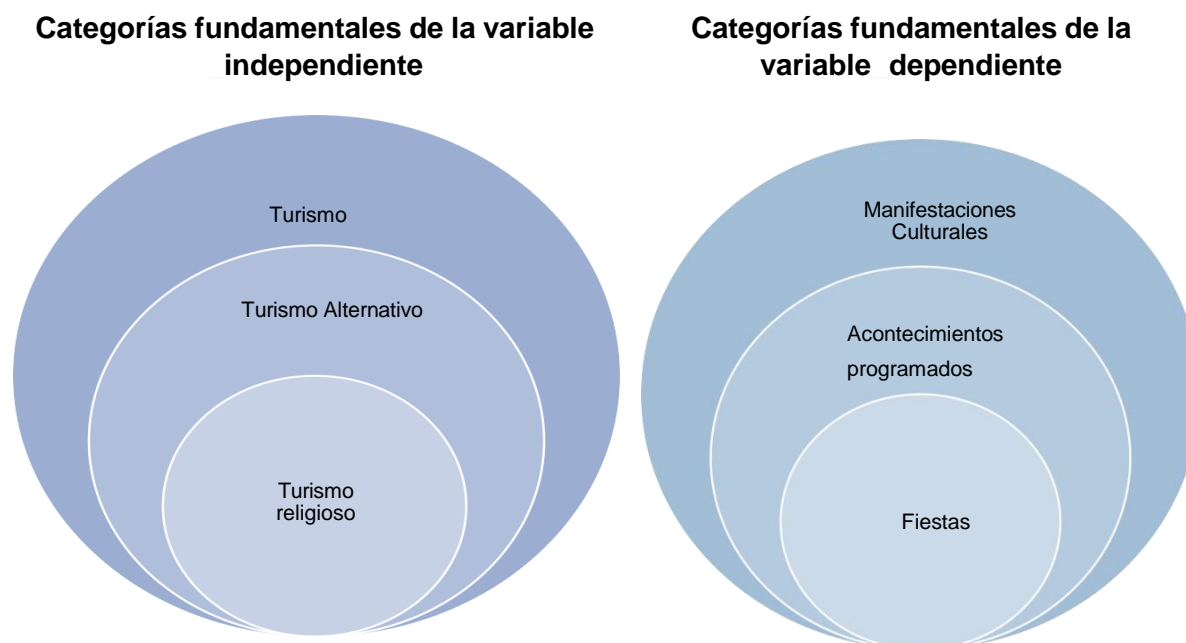 Categorías fundamentales de la variable
independiente
Categorías fundamentales de la
variable dependiente
Turismo
Turismo Alternativo
Turismo
religioso
Manifestaciones
Culturales
Acontecimientos
programados
Fiestas